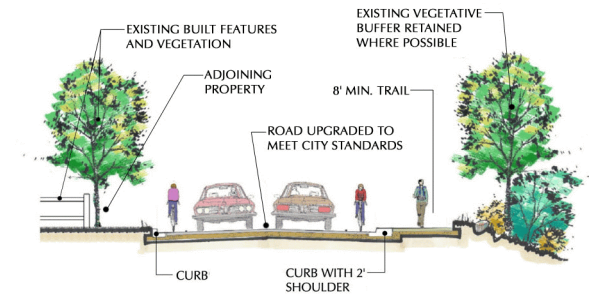 EXISTING BUILT FEATURES
AND VEGETATION
ADJOINING
PROPERTY
EXISTING VEGETATIVE
BUFFER RETAINED
WHERE POSSIBLE
8' MIN. TRAIL
ROAD UPGRADED TO
MEET CITY STANDARDS
CURB
CURB WITH 2'
SHOULDER